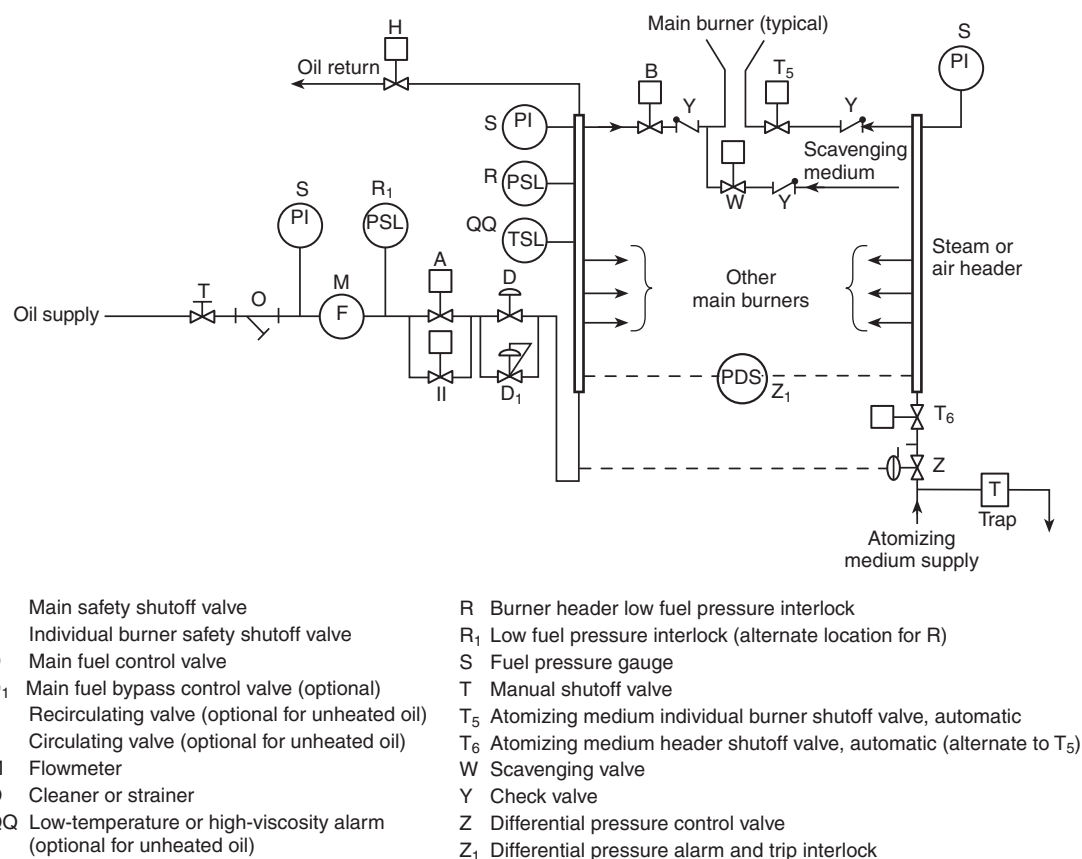 Main burner (typical)
H
S
Oil return
B
T5
PI
Y
Y
S
PI
Scavenging
medium
R
PSL
W
Y
S
R1
QQ
TSL
PI
PSL
Steam or
air header
A
D
Other
main burners
M
T
O
F
Oil supply
II
D1
PDS
Z1
T6
Z
T
Trap
Atomizing
medium supply
Main safety shutoff valve
Individual burner safety shutoff valve
Main fuel control valve
1 Main fuel bypass control valve (optional)
Recirculating valve (optional for unheated oil)
Circulating valve (optional for unheated oil)
Flowmeter
Cleaner or strainer
QQ Low-temperature or high-viscosity alarm
(optional for unheated oil)
R Burner header low fuel pressure interlock
R1 Low fuel pressure interlock (alternate location for R)
S Fuel pressure gauge
T Manual shutoff valve
T5 Atomizing medium individual burner shutoff valve, automatic
T6 Atomizing medium header shutoff valve, automatic (alternate to T5)
W Scavenging valve
Y Check valve
Z Differential pressure control valve
Z1 Differential pressure alarm and trip interlock